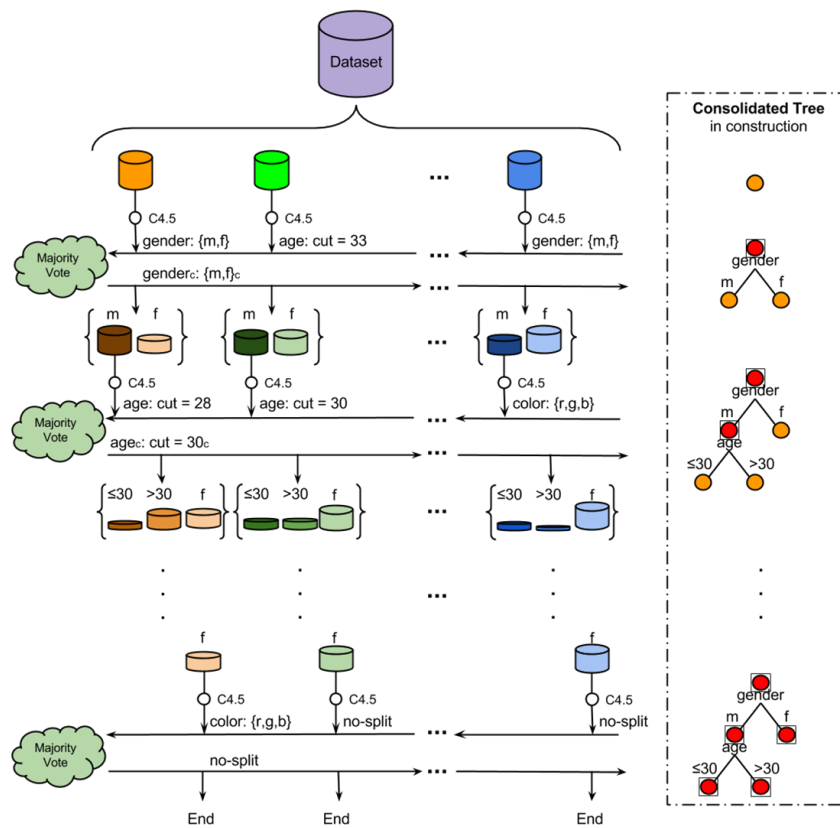 Dataset
Consolidated Tree
in construction
...
C4.5
C4.5
C4.5
Majority
Vote
gender: {m,f}
age: cut = 33
...
gender: {m,f}
genderc: {m,f}c
...
gender
m
f
m
f
m
f
m
f
...
C4.5
C4.5
C4.5
gender
Majority
Vote
age: cut = 28
age: cut = 30
...
color: {r,g,b}
m
f
agec: cut = 30c
...
age
≤30
>30
≤30
>30
f
≤30
>30
f
≤30
>30
f
...
...
f
f
f
C4.5
C4.5
C4.5
gender
Majority
Vote
color: {r,g,b}
no-split
...
no-split
m
f
no-split
...
age
≤30
>30
End
End
End